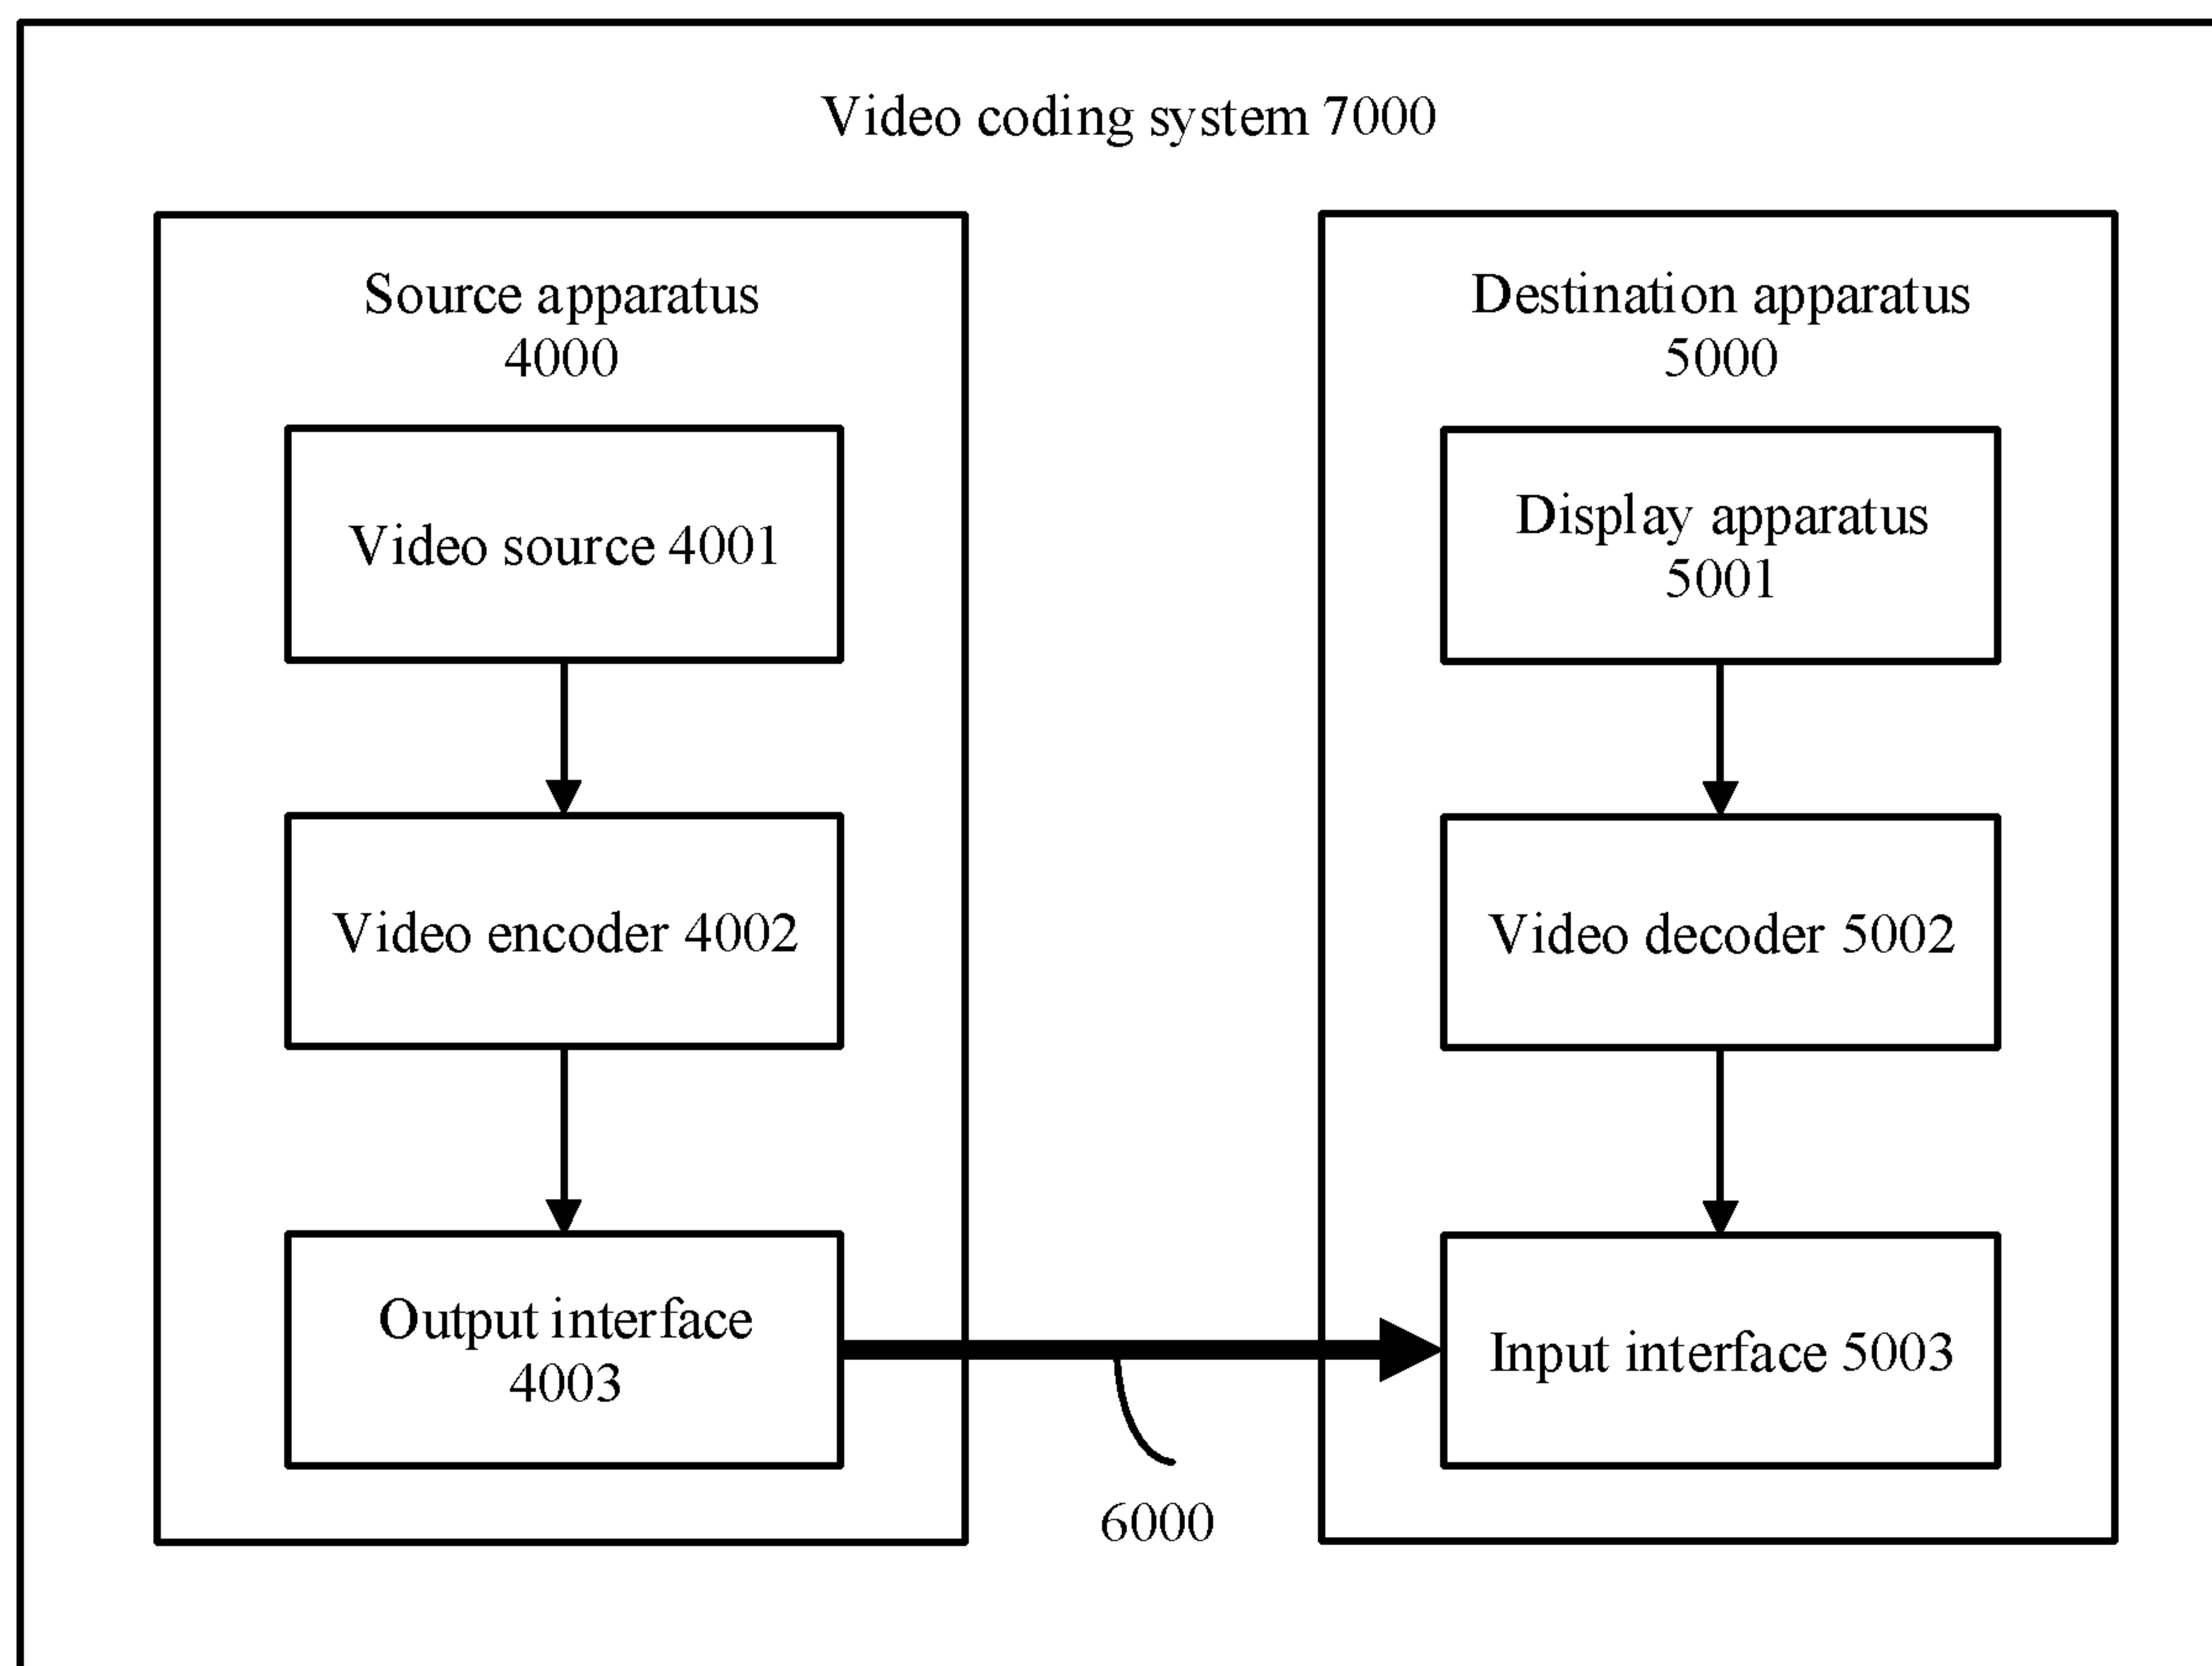 Video coding system 7000
Source apparatus
4000
Video source 4001
Video encoder 4002
Output interface
4003
6000
Destination apparatus
5000
Display apparatus
5001
Video decoder 5002
Input interface 5003